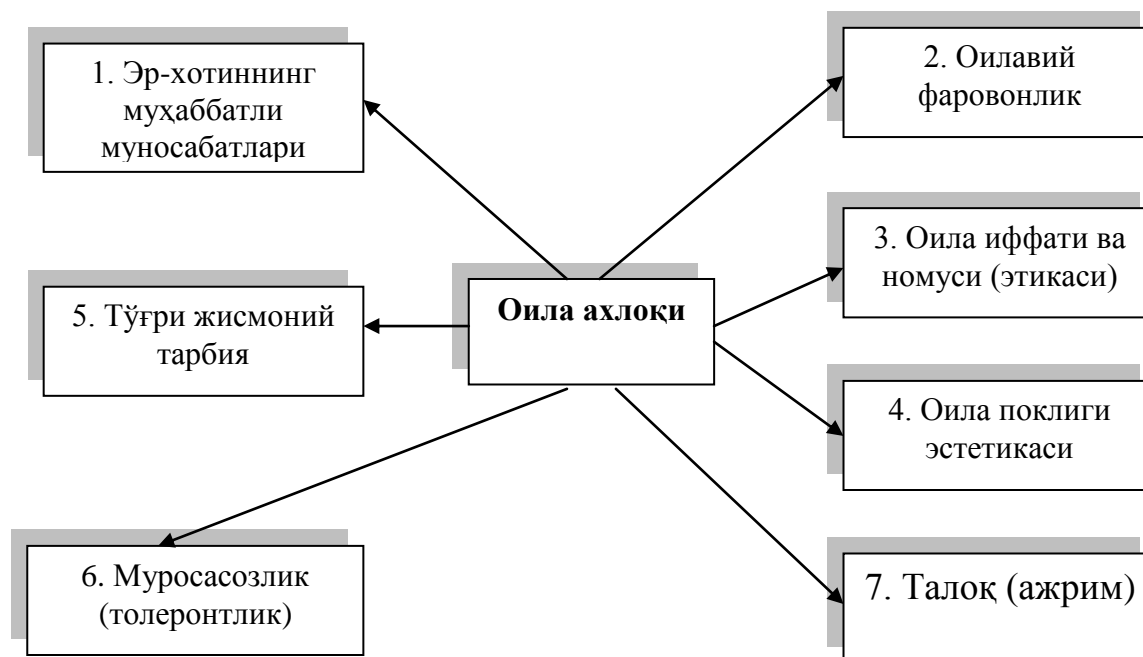 1. Эр-хотиннинг
муҳаббатли
муносабатлари
2. Оилавий
фаровонлик
3. Оила иффати ва
номуси (этикаси)
Оила ахлоқи
5. Тўғри жисмоний
тарбия
4. Оила поклиги
эстетикаси
6. Муросасозлик
(толеронтлик)
7. Талоқ (ажрим)